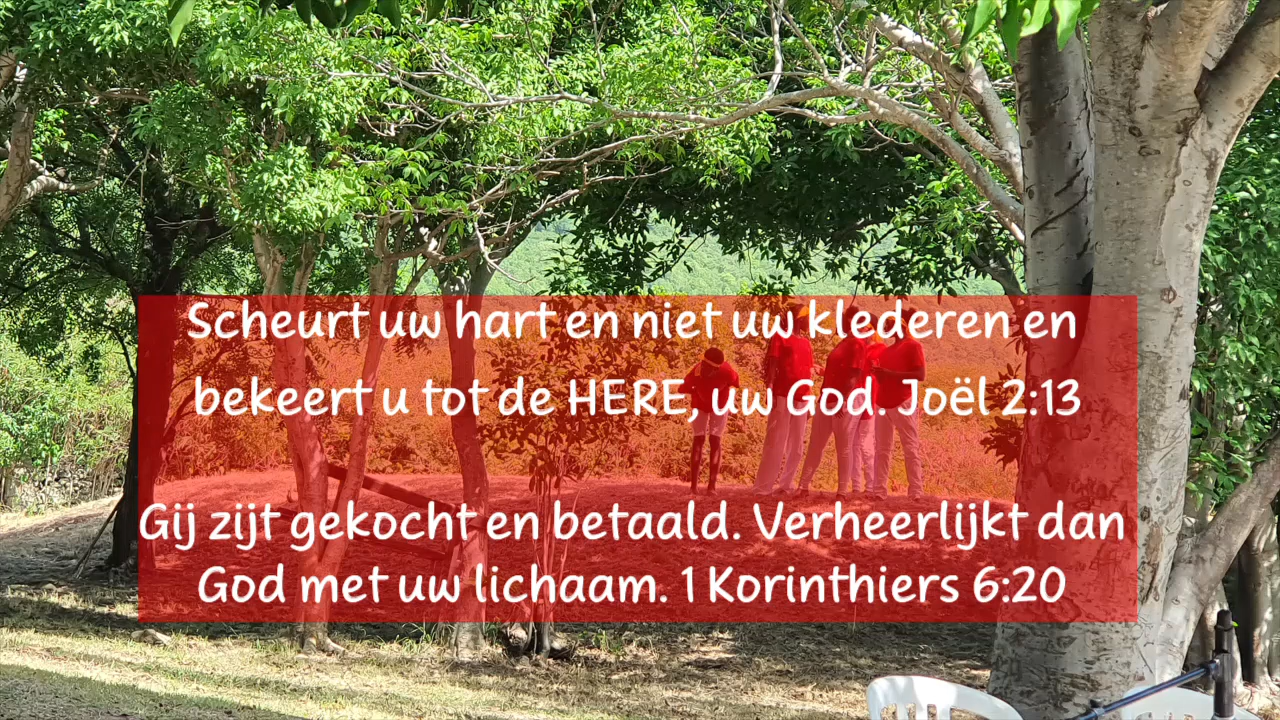 Scheurt uw hart en niet uw klederen en
bekeert u tot de HERE, uw God. Joël 2:13
Gij zijt gekocht en betaald. Verheerlijkt dan
God met uw lichaam. 1 Korinthiers 6:20